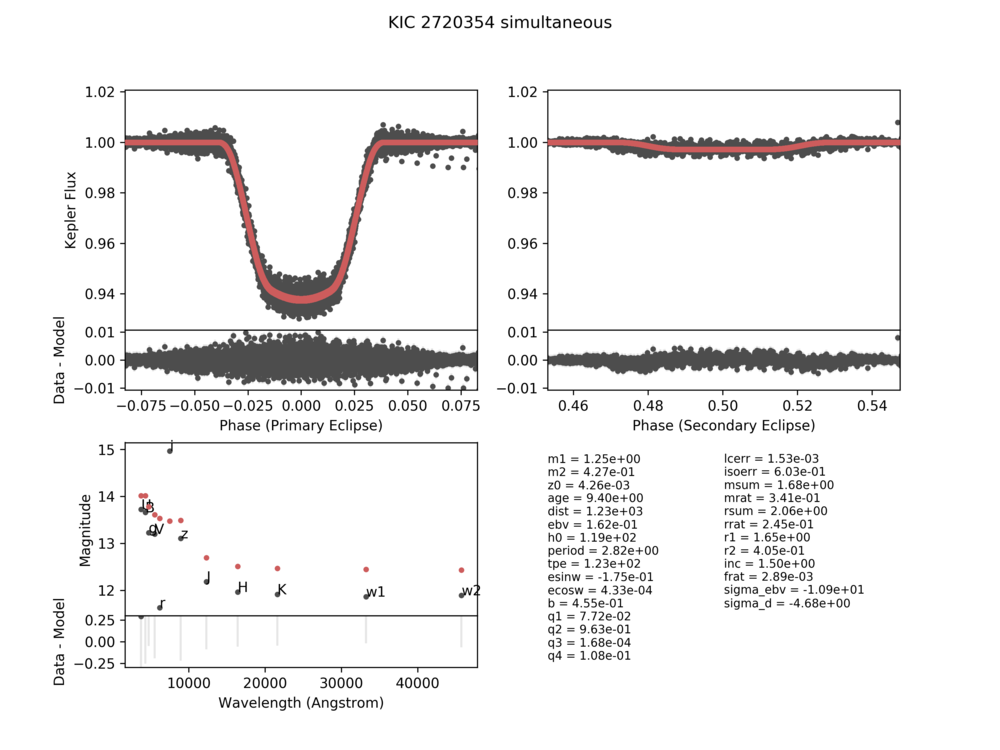 KIC 2720354 simultaneous
1.02
1.00
0.98
0.96
0.94
Kepler Flux
0.01
0.00
−0.01
Data - Model
−0.075 −0.050 −0.025 0.000 0.025 0.050 0.075
Phase (Primary Eclipse)
1.02
1.00
0.98
0.96
0.94
0.01
0.00
−0.01
0.46 0.48 0.50 0.52 0.54
Phase (Secondary Eclipse)
15
14
13
12
Magnitude
g V
r
z
J
H
K
w1
w2
0.25
0.00
−0.25
Data - Model
10000 20000 30000 40000
Wavelength (Angstrom)
m1 = 1.25e+00
m2 = 4.27e-01
z0 = 4.26e-03
age = 9.40e+00
dist = 1.23e+03
ebv = 1.62e-01
h0 = 1.19e+02
period = 2.82e+00
tpe = 1.23e+02
esinw = -1.75e-01
ecosw = 4.33e-04
b = 4.55e-01
q1 = 7.72e-02
q2 = 9.63e-01
q3 = 1.68e-04
q4 = 1.08e-01
lcerr = 1.53e-03
isoerr = 6.03e-01
msum = 1.68e+00
mrat = 3.41e-01
rsum = 2.06e+00
rrat = 2.45e-01
r1 = 1.65e+00
r2 = 4.05e-01
inc = 1.50e+00
frat = 2.89e-03
sigma_ebv = -1.09e+01
sigma_d = -4.68e+00